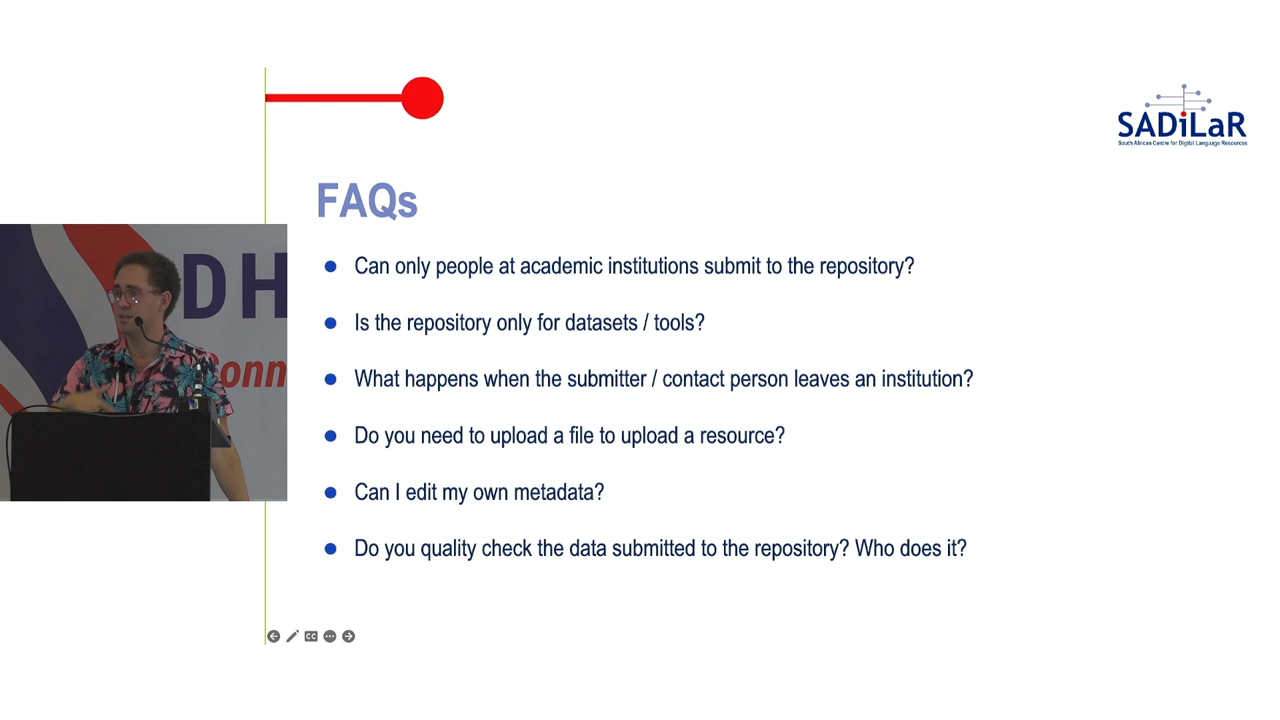 SADiLaR
South African Centre for Digital Language Resources
FAQs
Can only people at academic institutions submit to the repository?
Is the repository only for datasets / tools?
What happens when the submitter / contact person leaves an institution?
Do you need to upload a file to upload a resource?
Can I edit my own metadata?
Do you quality check the data submitted to the repository? Who does it?
DH
onn
CC